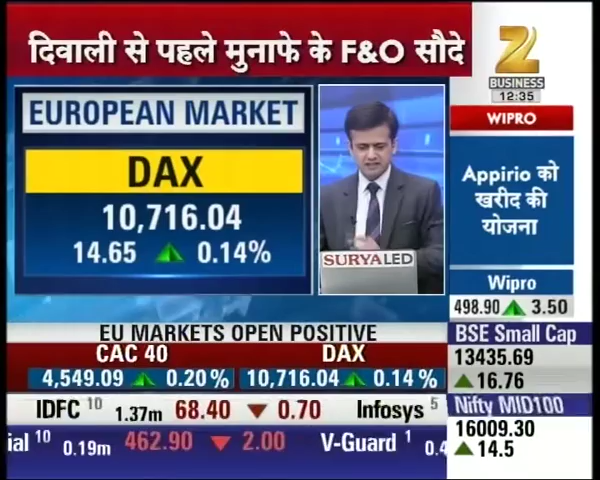 दिवाली से पहले मुनाफे के F&O सौदे
Z
BUSINESS
12:35
EUROPEAN MARKET
DAX
10,716.04
14.65 0.14%
SURYA LED
WIPRO
Appirio को
खरीद की
योजना
Wipro
498.90 3.50
EU MARKETS OPEN POSITIVE
CAC 40 DAX
4,549.09 0.20% 10,716.04 0.14%
BSE Small Cap
13435.69
16.76
Nifty MID100
16009.30
14.5
IDFC 10 1.37m 68.40 0.70 Infosys 5
ial 10 0.19m 462.90 2.00 V-Guard 1 0.4